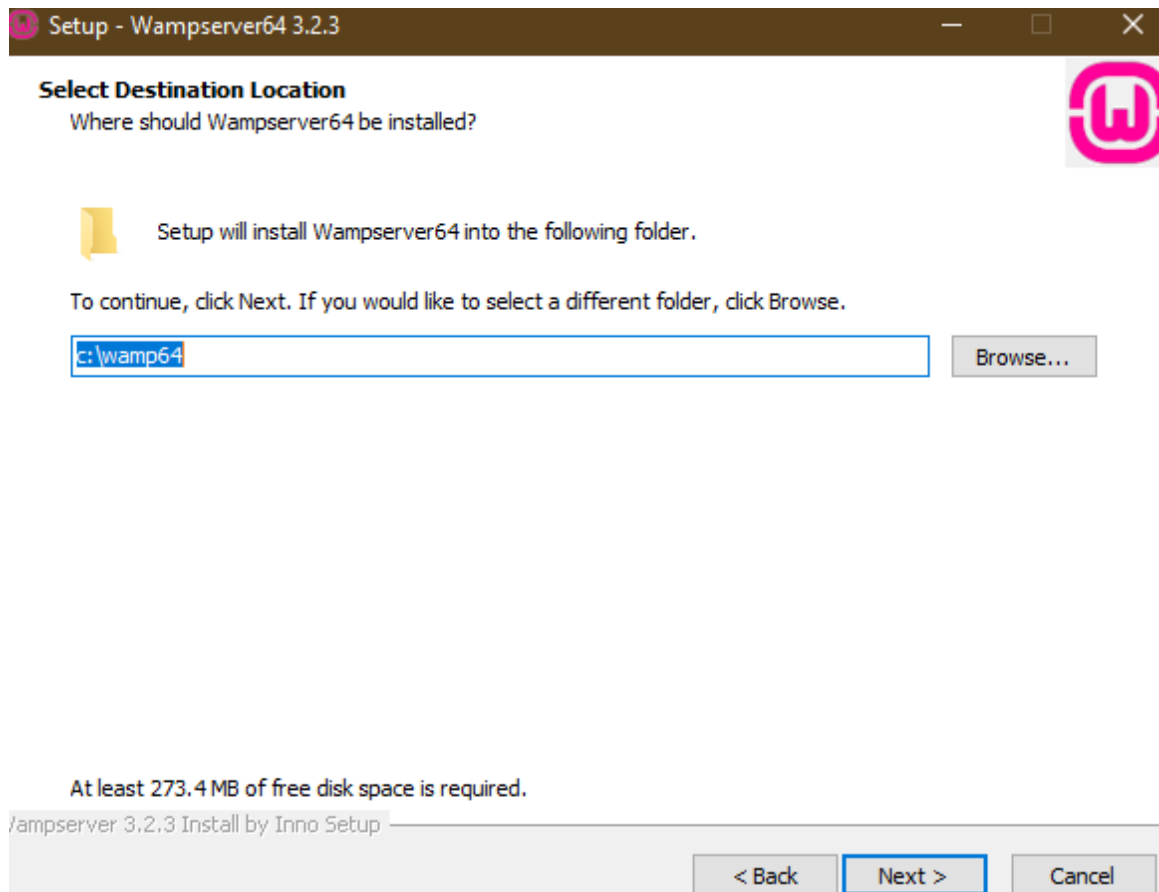 Setup - Wampserver64 3.2.3
Select Destination Location
Where should Wampserver64 be installed?
Setup will install Wampserver64 into the following folder.
To continue, click Next. If you would like to select a different folder, click Browse.
c:\wamp64
Browse...
At least 273.4 MB of free disk space is required.
Wampserver 3.2.3 Install by Inno Setup
< Back Next > Cancel